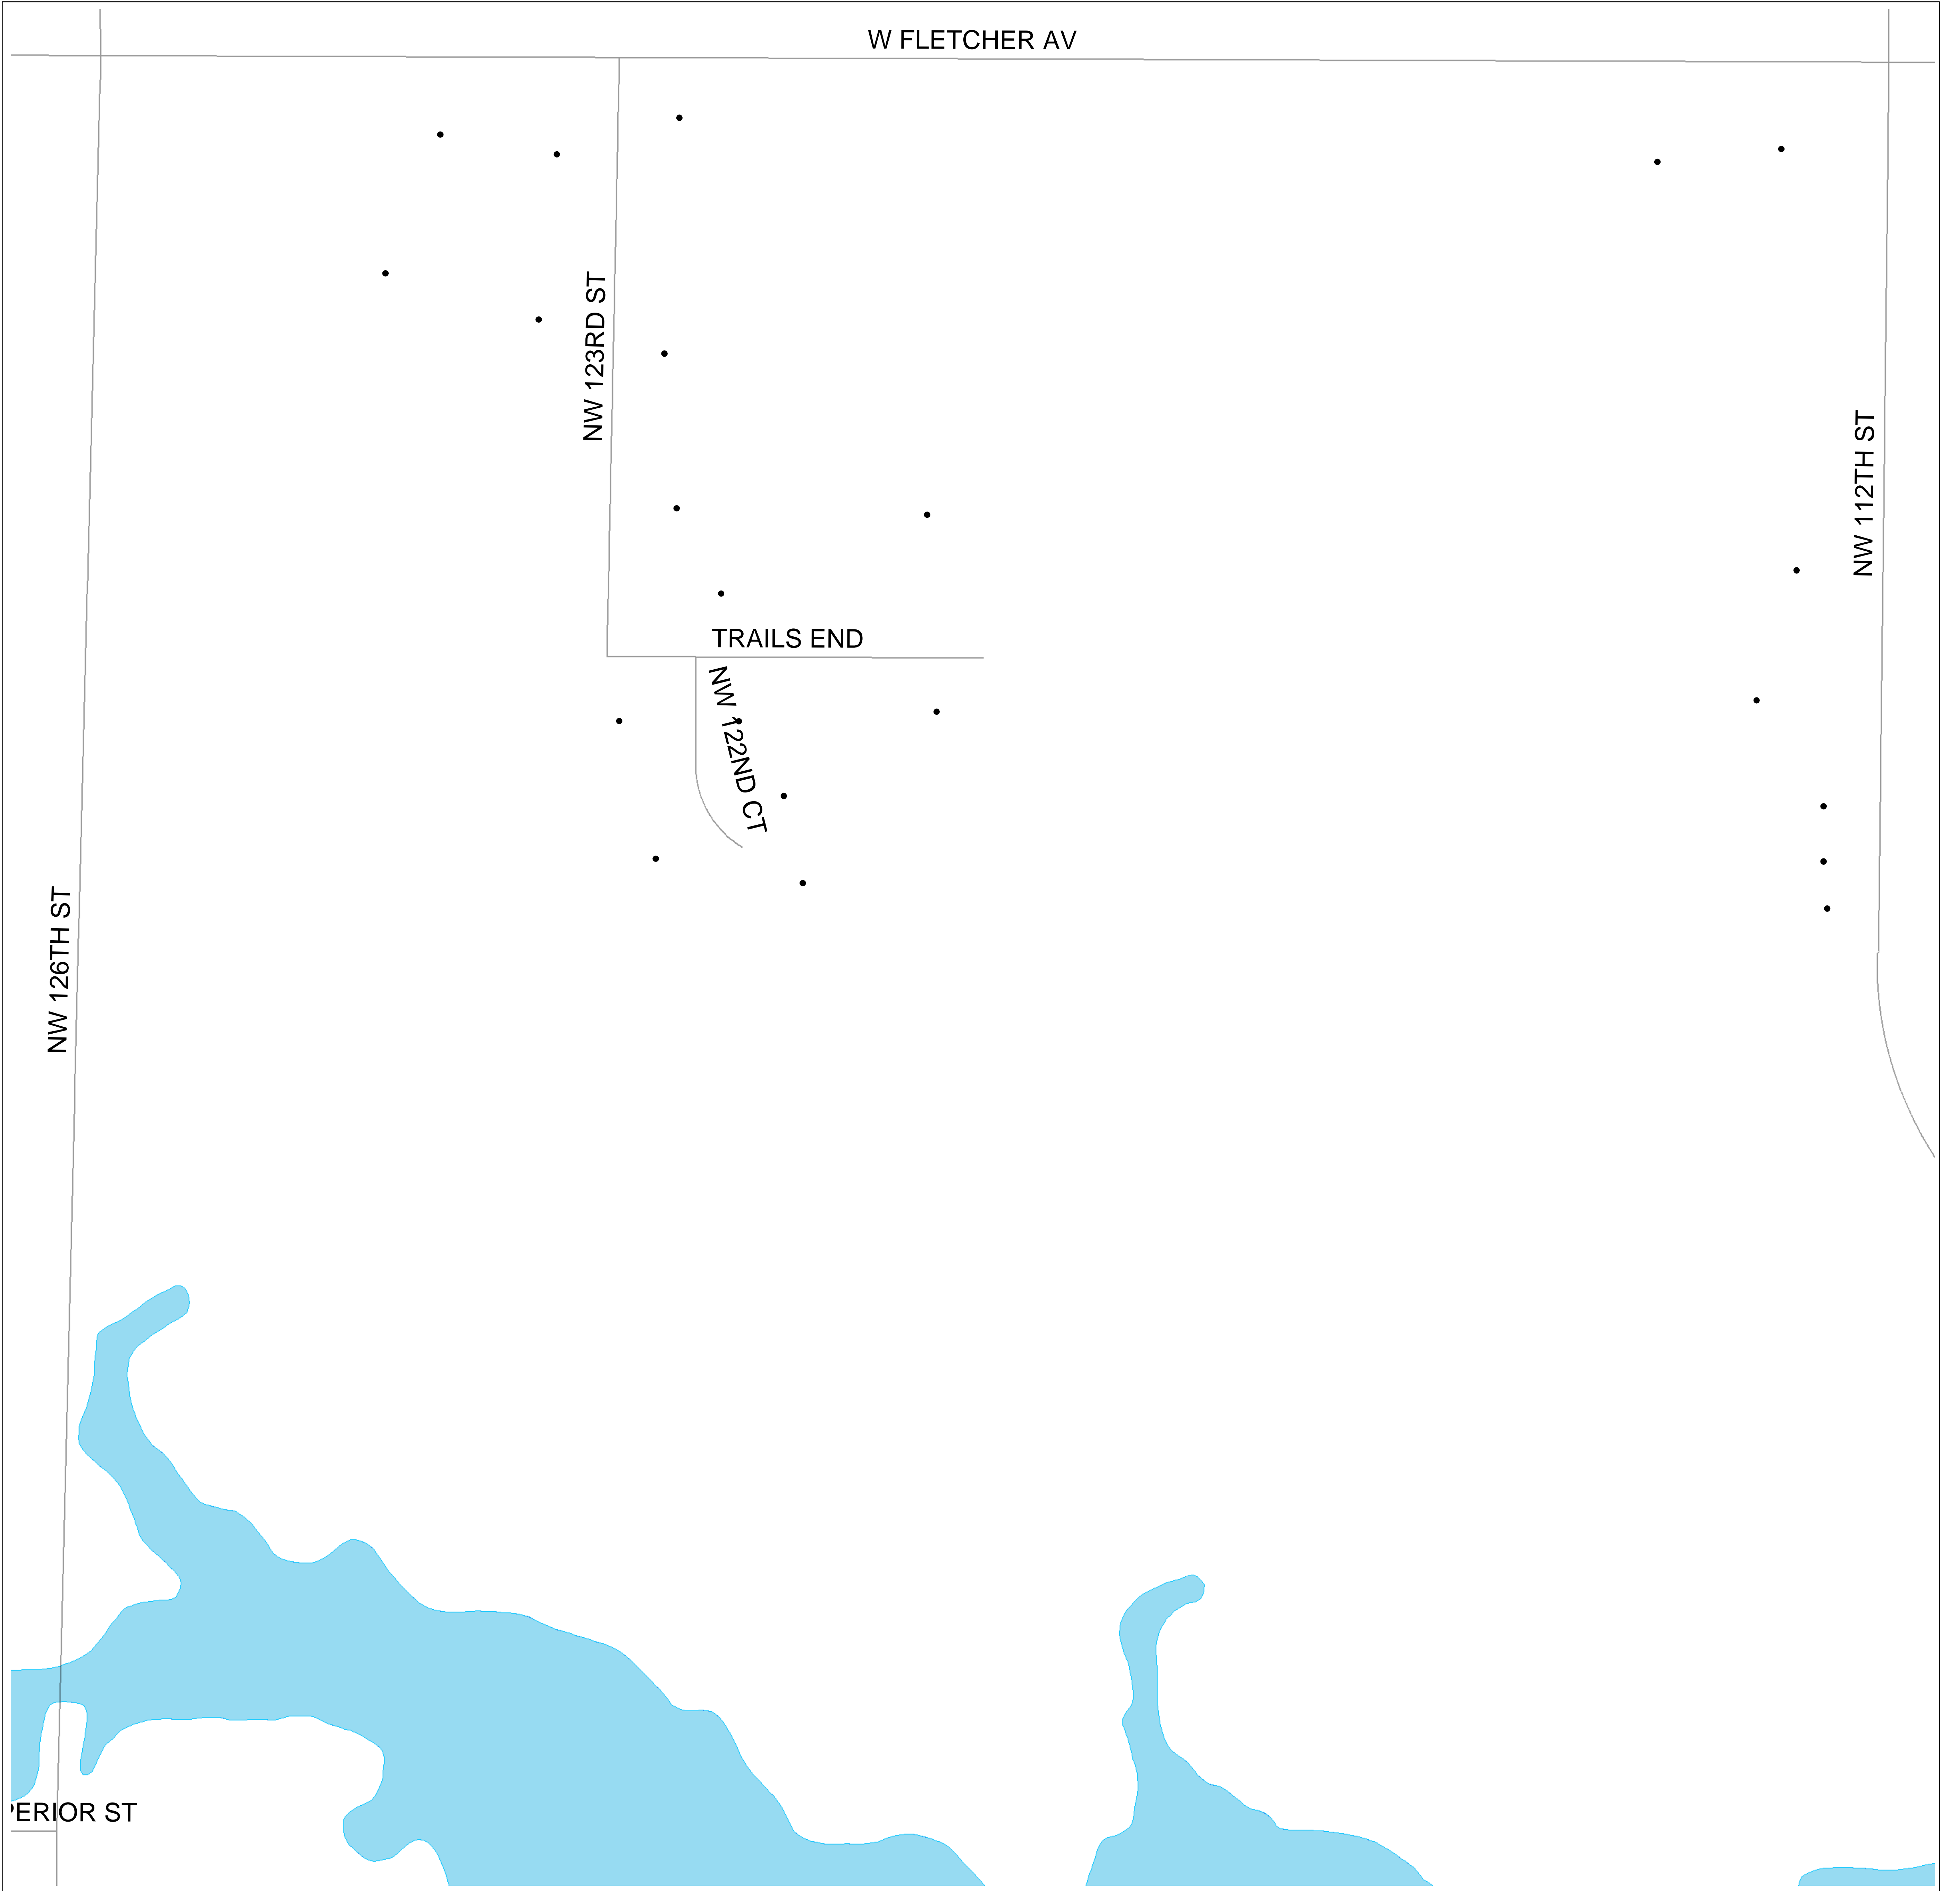 W FLETCHER AV
NW 123RD ST
NW 112TH ST
TRAILS END
NW 122ND CT
NW 126TH ST
ERIOR ST